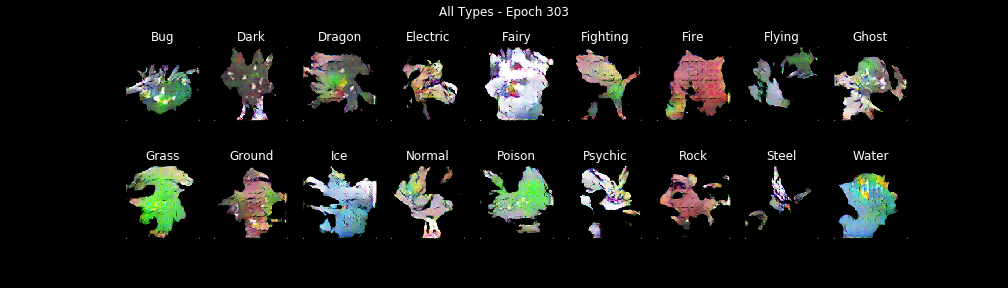 All Types - Epoch 303
Bug Dark Dragon Electric Fairy Fighting Fire Flying Ghost
Grass Ground Ice Normal Poison Psychic Rock Steel Water